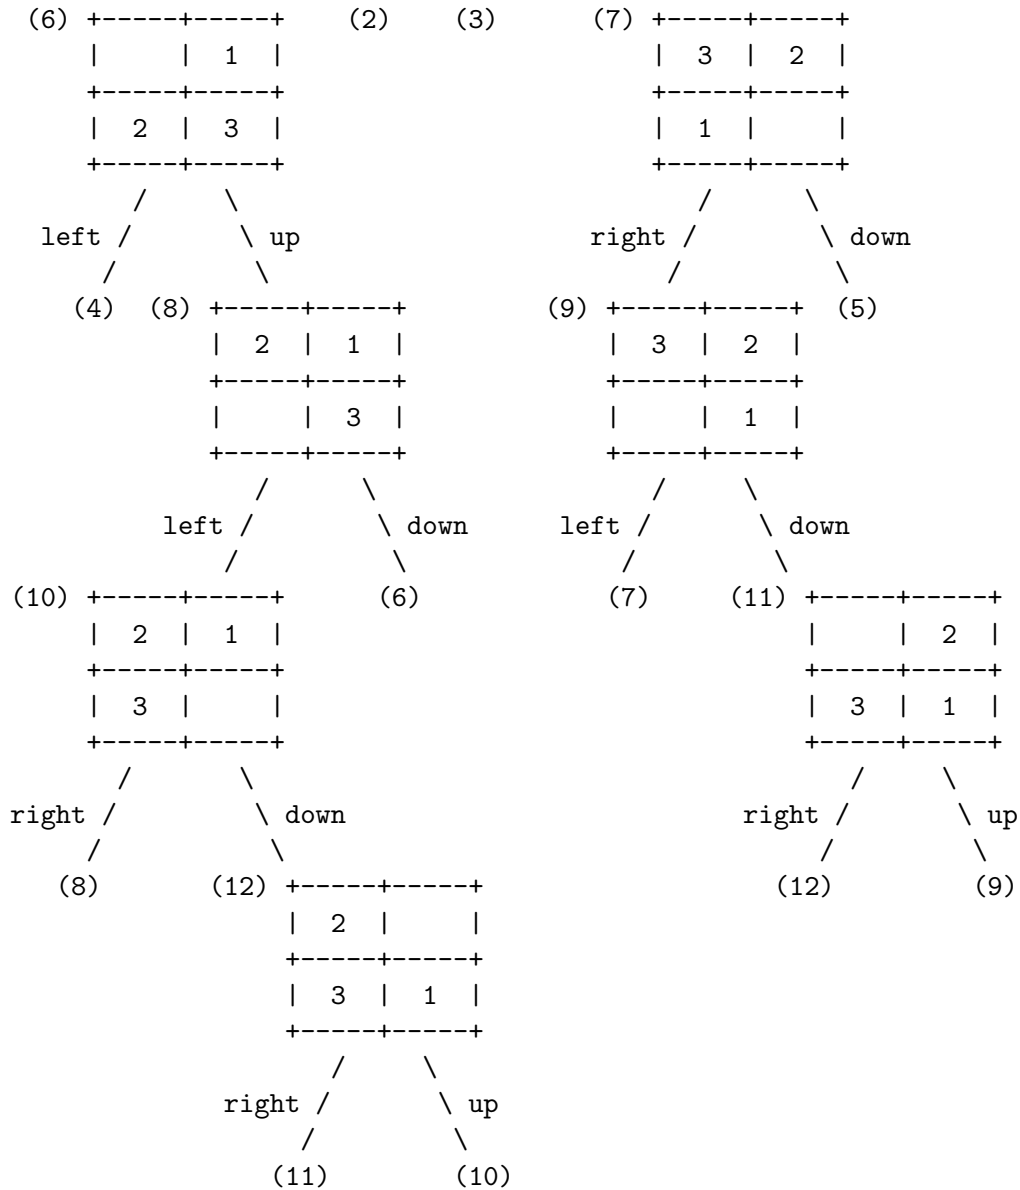 (6) +-----+-----+     (2)    (3)      (7) +-----+-----+
    |     |  1  |                         |  3  |  2  |
    +-----+-----+                         +-----+-----+
    |  2  |  3  |                         |  1  |     |
    +-----+-----+                         +-----+-----+
       /     \                               /      \
 left /       \ up                    right /        \ down
     /         \                           /          \
   (4)  (8) +-----+-----+         (9) +-----+-----+  (5)
            |  2  |  1  |             |  3  |  2  |
            +-----+-----+             +-----+-----+
            |     |  3  |             |     |  1  |
            +-----+-----+             +-----+-----+
               /      \                  /     \
         left /        \ down      left /       \ down
             /          \              /         \
(10) +-----+-----+      (6)          (7)     (11) +-----+-----+
     |  2  |  1  |                                |     |  2  |
     +-----+-----+                                +-----+-----+
     |  3  |     |                                |  3  |  1  |
     +-----+-----+                                +-----+-----+
       /       \                                     /     \
right /         \ down                        right /       \ up
     /           \                                 /         \
   (8)      (12) +-----+-----+                  (12)         (9)
                 |  2  |     |
                 +-----+-----+
                 |  3  |  1  |
                 +-----+-----+
                    /     \
             right /       \ up
                  /         \
                (11)        (10)